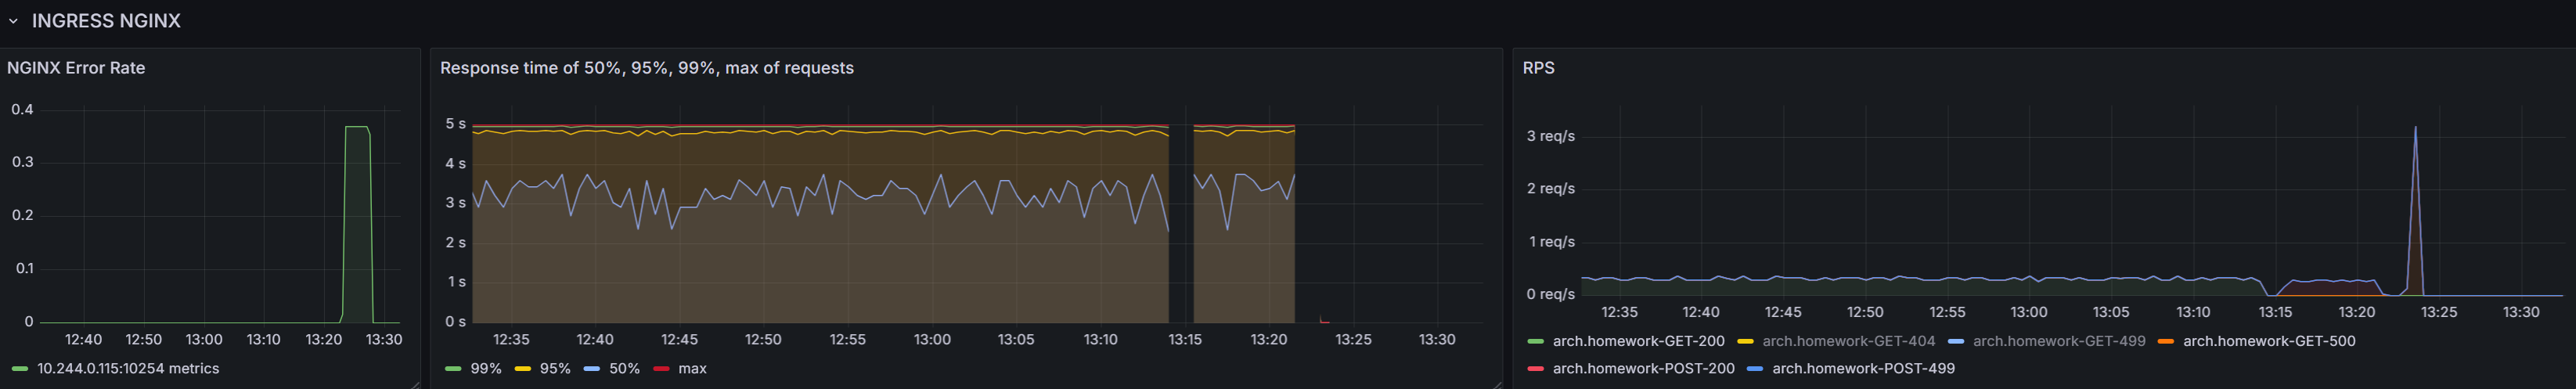 INGRESS NGINX
NGINX Error Rate
0.4
0.3
0.2
0.1
0
12:40 12:50 13:00 13:10 13:20 13:30
10.244.0.115:10254 metrics
Response time of 50%, 95%, 99%, max of requests
5 s
4 s
3 s
2 s
1 s
0 s
12:35 12:40 12:45 12:50 12:55 13:00 13:05 13:10 13:15 13:20 13:25 13:30
99% 95% 50% max
RPS
3 req/s
2 req/s
1 req/s
0 req/s
12:35 12:40 12:45 12:50 12:55 13:00 13:05 13:10 13:15 13:20 13:25 13:30
arch.homework-GET-200 arch.homework-GET-404 arch.homework-GET-499 arch.homework-GET-500
arch.homework-POST-200 arch.homework-POST-499